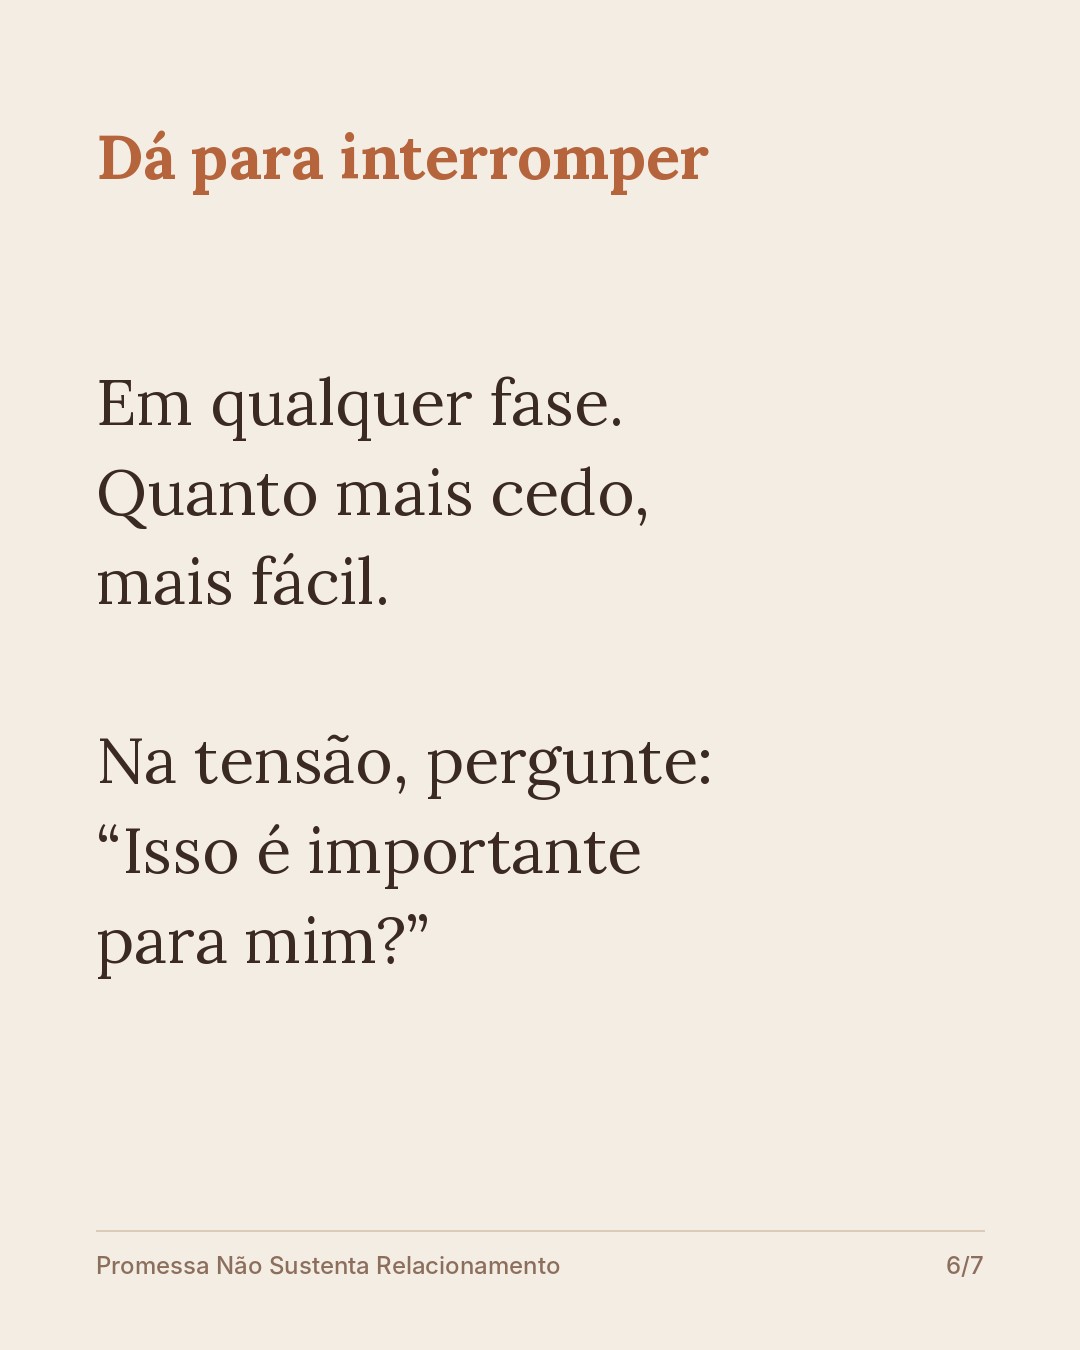 Dá para interromper
Em qualquer fase.
Quanto mais cedo,
mais fácil.
Na tensão, pergunte:
“Isso é importante
para mim?”
Promessa Não Sustenta Relacionamento
6/7